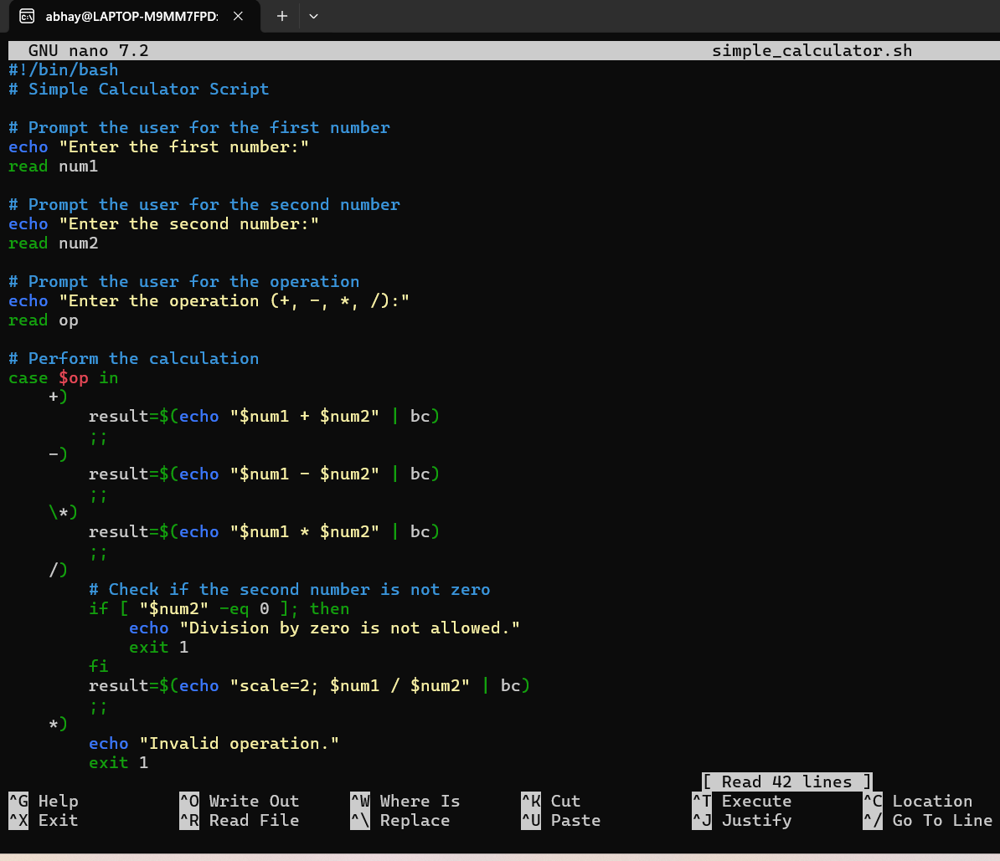 abhay@LAPTOP-M9MM7FPD:
GNU nano 7.2 simple_calculator.sh
#!/bin/bash
# Simple Calculator Script

# Prompt the user for the first number
echo "Enter the first number:"
read num1

# Prompt the user for the second number
echo "Enter the second number:"
read num2

# Prompt the user for the operation
echo "Enter the operation (+, -, *, /):"
read op

# Perform the calculation
case $op in
    +)
        result=$(echo "$num1 + $num2" | bc)
        ;;
    -)
        result=$(echo "$num1 - $num2" | bc)
        ;;
    \*)
        result=$(echo "$num1 * $num2" | bc)
        ;;
    /)
        # Check if the second number is not zero
        if [ "$num2" -eq 0 ]; then
            echo "Division by zero is not allowed."
            exit 1
        fi
        result=$(echo "scale=2; $num1 / $num2" | bc)
        ;;
    *)
        echo "Invalid operation."
        exit 1
[ Read 42 lines ]
^G Help ^O Write Out ^W Where Is ^K Cut ^T Execute ^C Location
^X Exit ^R Read File ^\ Replace ^U Paste ^J Justify ^/ Go To Line